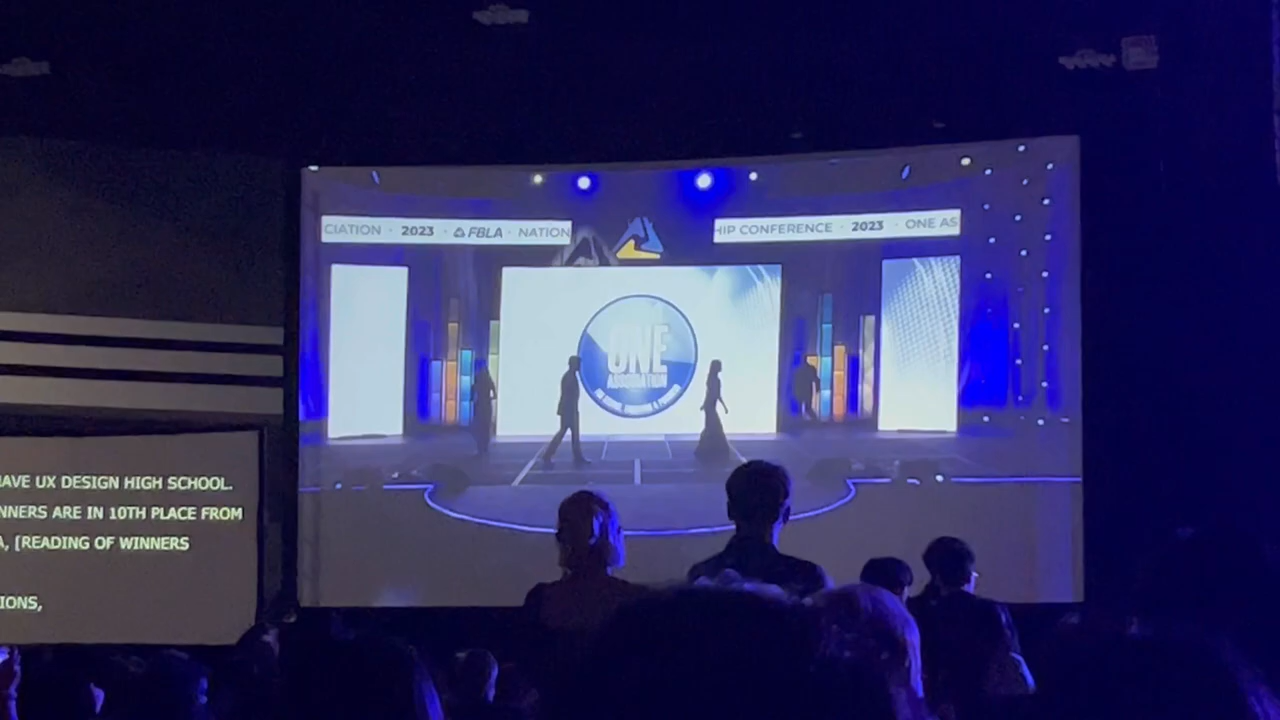 CIATION · 2023 · FBLA · NATION
HIP CONFERENCE · 2023 · ONE AS
ONE
ASSOCIATION
AVE UX DESIGN HIGH SCHOOL.
NNERS ARE IN 10TH PLACE FROM
A, [READING OF WINNERS
IONS,